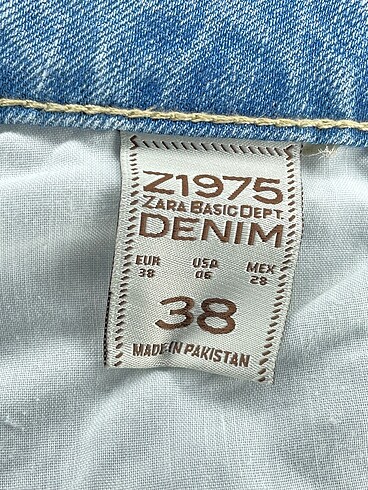 Z1975
ZARA BASIC DEPT.
DENIM
EUR USA MEX
38 06 28
38
MADE IN PAKISTAN